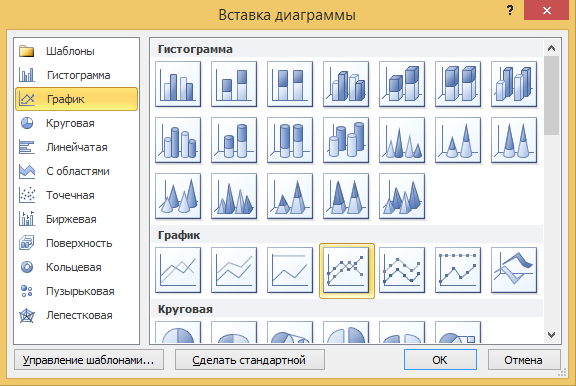 Вставка диаграммы
?
Шаблоны
Гистограмма
График
Круговая
Линейчатая
С областями
Точечная
Биржевая
Поверхность
Кольцевая
Пузырьковая
Лепестковая
Гистограмма
График
Круговая
Управление шаблонами...
Сделать стандартной
ОК
Отмена